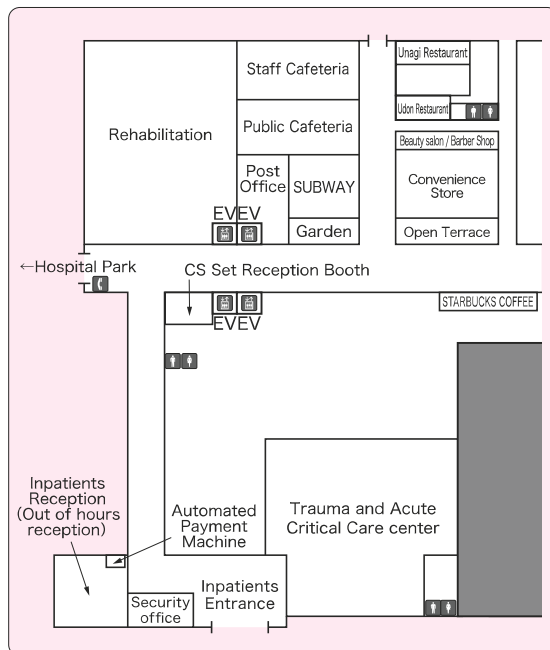 Unagi Restaurant
Staff Cafeteria
Udon Restaurant
Rehabilitation
Public Cafeteria
Beauty salon / Barber Shop
Post
Office
SUBWAY
Convenience
Store
EV EV
Garden
Open Terrace
←Hospital Park
CS Set Reception Booth
STARBUCKS COFFEE
EV EV
Inpatients
Reception
(Out of hours
reception)
Automated
Payment
Machine
Trauma and Acute
Critical Care center
Inpatients
Entrance
Security
office